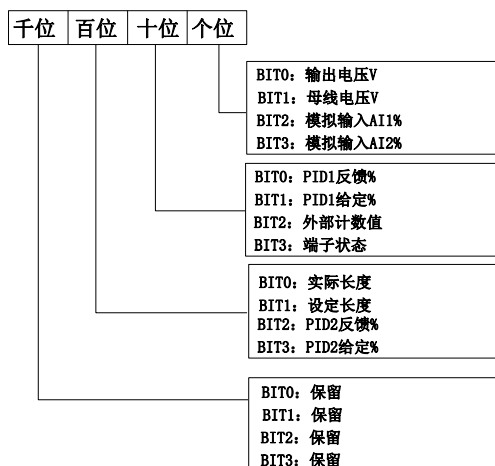 千位 百位 十位 个位
BIT0：输出电压V
BIT1：母线电压V
BIT2：模拟输入AI1%
BIT3：模拟输入AI2%
BIT0：PID1反馈%
BIT1：PID1给定%
BIT2：外部计数值
BIT3：端子状态
BIT0：实际长度
BIT1：设定长度
BIT2：PID2反馈%
BIT3：PID2给定%
BIT0：保留
BIT1：保留
BIT2：保留
BIT3：保留